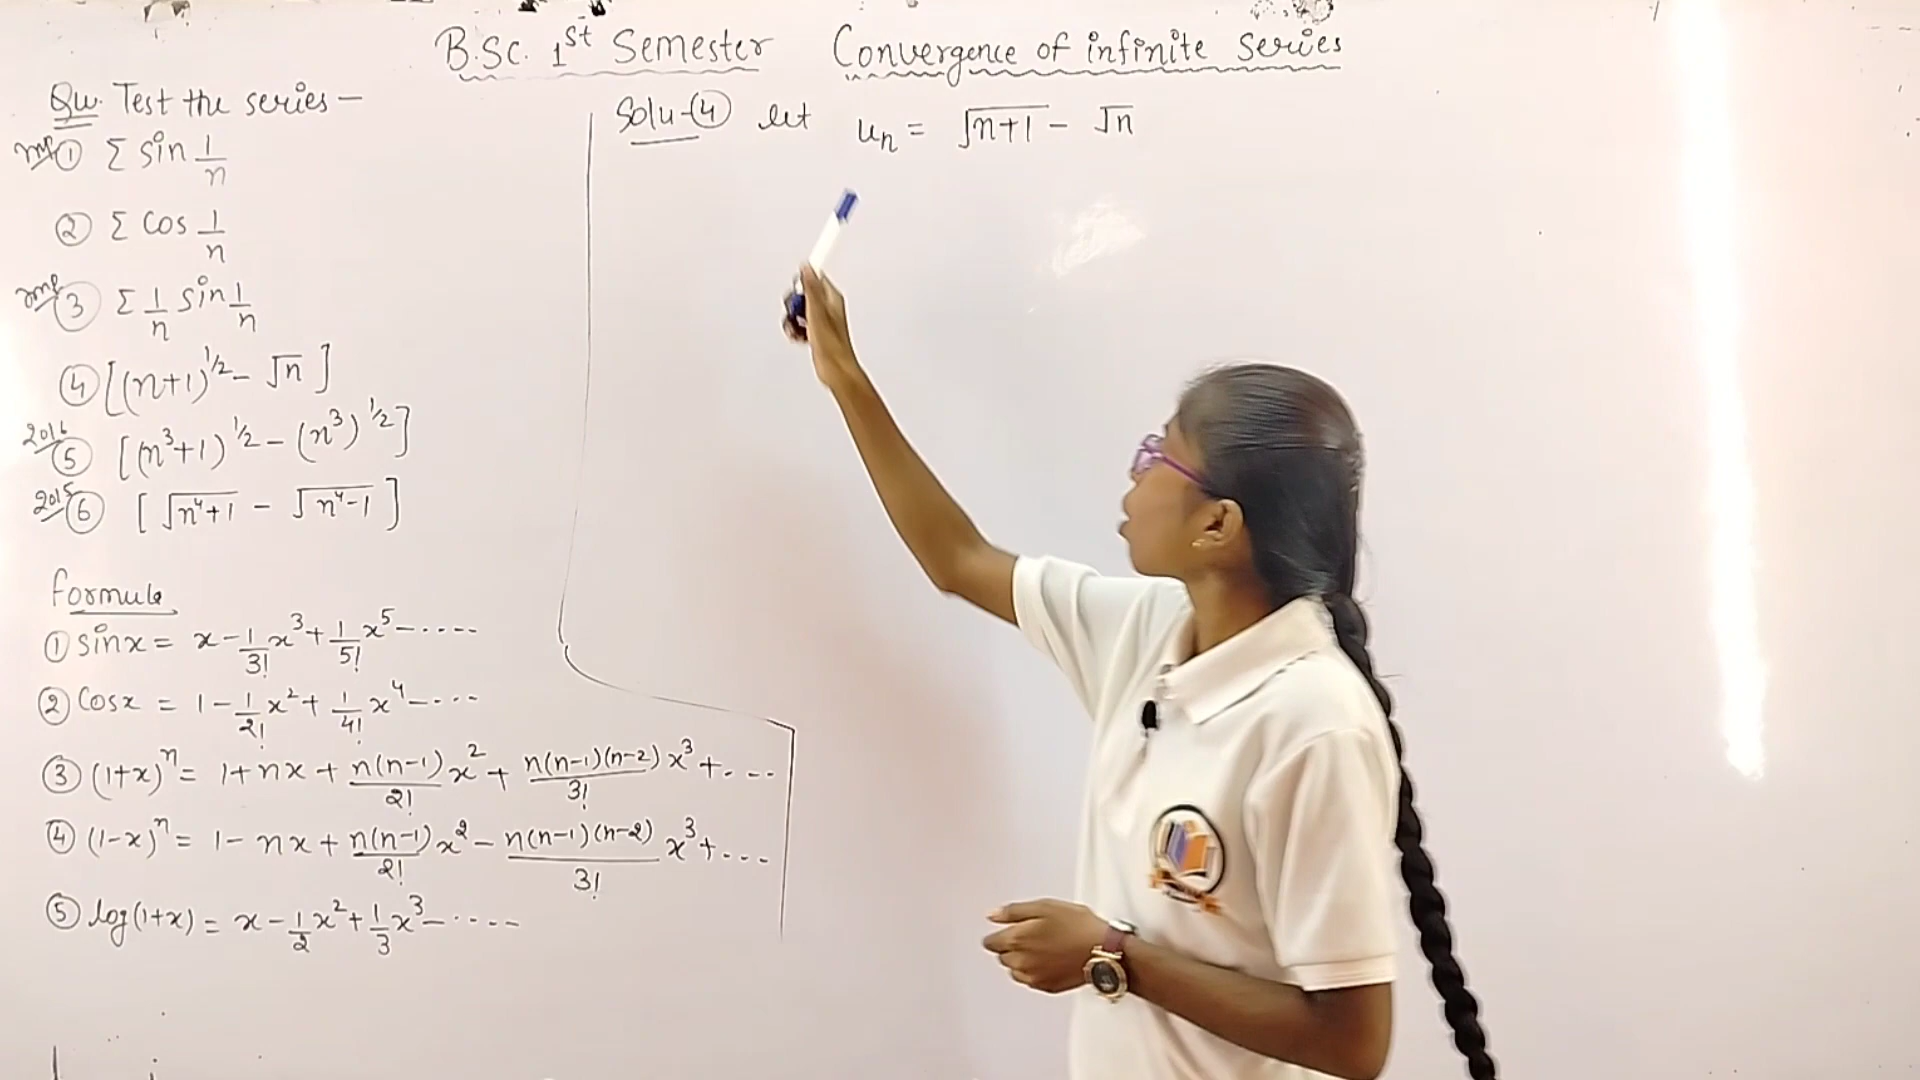 B.Sc. 1st Semester Convergence of infinite series
Qu. Test the series –
① Σ sin 1/n
② Σ cos 1/n
③ Σ 1/n sin 1/n
④ [(n+1)^1/2 – √n ]
2016 ⑤ [(n³+1)^1/2 – (n³)^1/2]
2015 ⑥ [ √n⁴+1 – √n⁴-1 ]
formula
① sinx = x – 1/3! x³ + 1/5! x⁵ – .....
② Cosx = 1 – 1/2! x² + 1/4! x⁴ – ....
③ (1+x)ⁿ = 1+nx + n(n-1)/2! x² + n(n-1)(n-2)/3! x³ + ....
④ (1-x)ⁿ = 1 – nx + n(n-1)/2! x² – n(n-1)(n-2)/3! x³ + ....
⑤ log(1+x) = x – 1/2 x² + 1/3 x³ – .....
Solu-④ let uₙ = √n+1 – √n